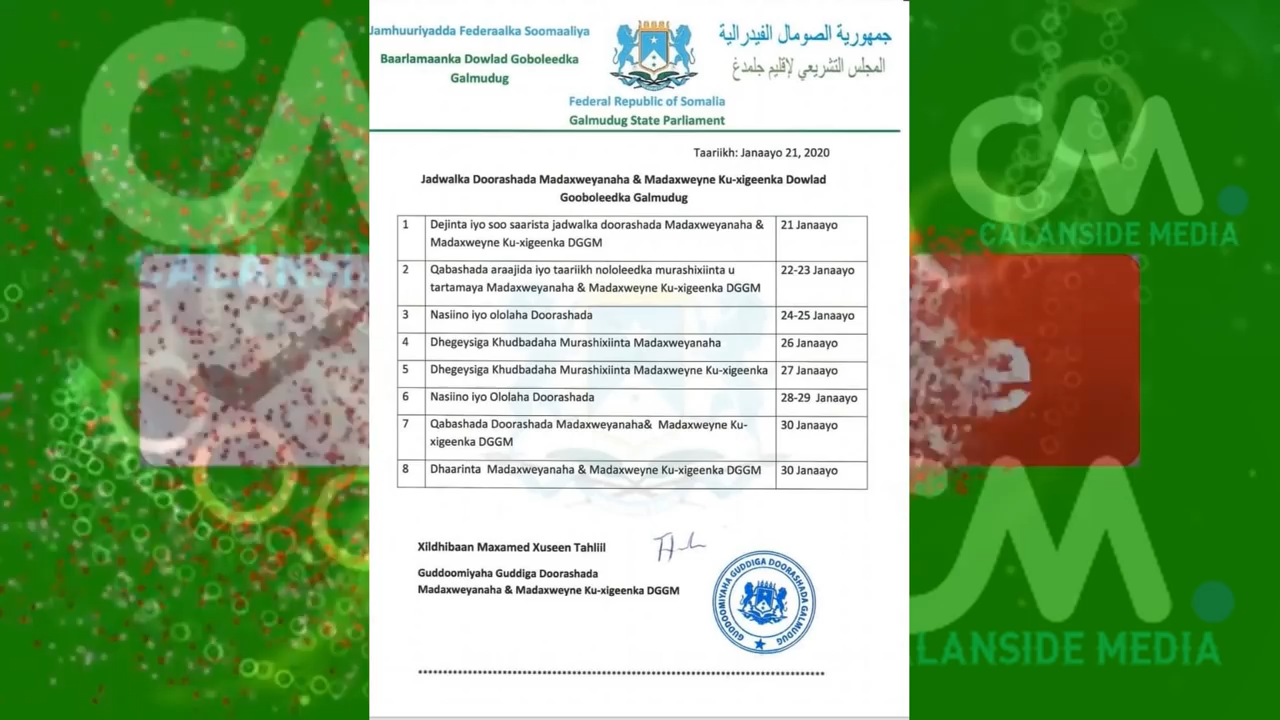 Jamhuuriyadda Federaalka Soomaaliya
Baarlamaanka Dowlad Goboleedka
Galmudug
جمهورية الصومال الفيدرالية
المجلس التشريعي لإقليم جلمدغ
Federal Republic of Somalia
Galmudug State Parliament
Taariikh: Janaayo 21, 2020
Jadwalka Doorashada Madaxweyanaha & Madaxweyne Ku-xigeenka Dowlad
Gooboleedka Galmudug
1 Dejinta iyo soo saarista jadwalka doorashada Madaxweyanaha & 21 Janaayo
Madaxweyne Ku-xigeenka DGGM
2 Qabashada araajida iyo taariikh nololeedka murashixiinta u 22-23 Janaayo
tartamaya Madaxweyanaha & Madaxweyne Ku-xigeenka DGGM
3 Nasiino iyo ololaha Doorashada 24-25 Janaayo
4 Dhegeysiga Khudbadaha Murashixiinta Madaxweyanaha 26 Janaayo
5 Dhegeysiga Khudbadaha Murashixiinta Madaxweyne Ku-xigeenka 27 Janaayo
6 Nasiino iyo Ololaha Doorashada 28-29 Janaayo
7 Qabashada Doorashada Madaxweyanaha& Madaxweyne Ku- 30 Janaayo
xigeenka DGGM
8 Dhaarinta Madaxweyanaha & Madaxweyne Ku-xigeenka DGGM 30 Janaayo
Xildhibaan Maxamed Xuseen Tahliil
Guddoomiyaha Guddiga Doorashada
Madaxweyanaha & Madaxweyne Ku-xigeenka DGGM
GUDDOOMIYAHA GUDDIGA DOORASHADA GALMUDUG
CM
CALANSIDE MEDIA
CM
ALANSIDE MEDIA